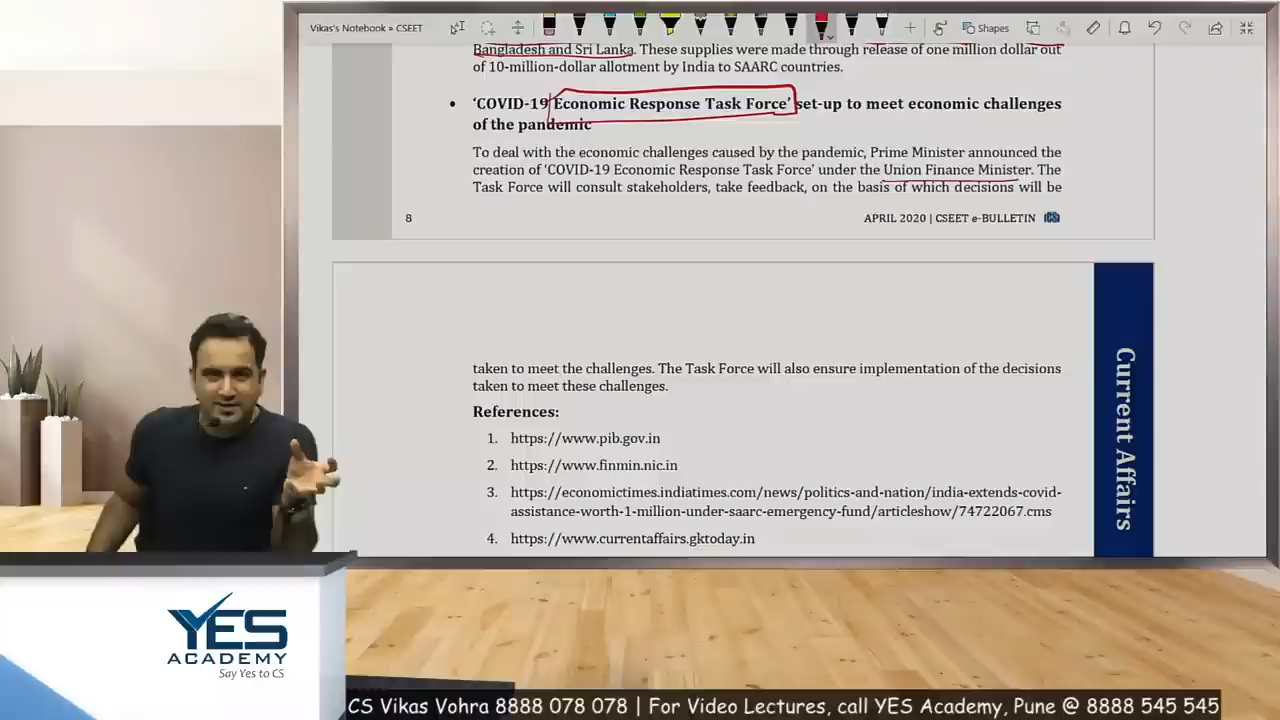 Vikas's Notebook » CSEET
Shapes
Bangladesh and Sri Lanka. These supplies were made through release of one million dollar out
of 10-million-dollar allotment by India to SAARC countries.
• 'COVID-19 Economic Response Task Force' set-up to meet economic challenges
of the pandemic
To deal with the economic challenges caused by the pandemic, Prime Minister announced the
creation of 'COVID-19 Economic Response Task Force' under the Union Finance Minister. The
Task Force will consult stakeholders, take feedback, on the basis of which decisions will be
8
APRIL 2020 | CSEET e-BULLETIN
taken to meet the challenges. The Task Force will also ensure implementation of the decisions
taken to meet these challenges.
References:
1. https://www.pib.gov.in
2. https://www.finmin.nic.in
3. https://economictimes.indiatimes.com/news/politics-and-nation/india-extends-covid-
assistance-worth-1-million-under-saarc-emergency-fund/articleshow/74722067.cms
4. https://www.currentaffairs.gktoday.in
Current Affairs
YES
ACADEMY
Say Yes to CS
CS Vikas Vohra 8888 078 078 | For Video Lectures, call YES Academy, Pune @ 8888 545 545